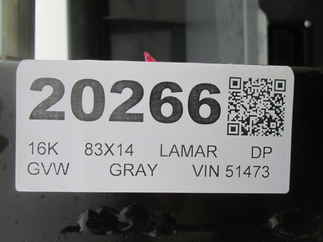 20266
16K 83X14 LAMAR DP
GVW GRAY VIN 51473